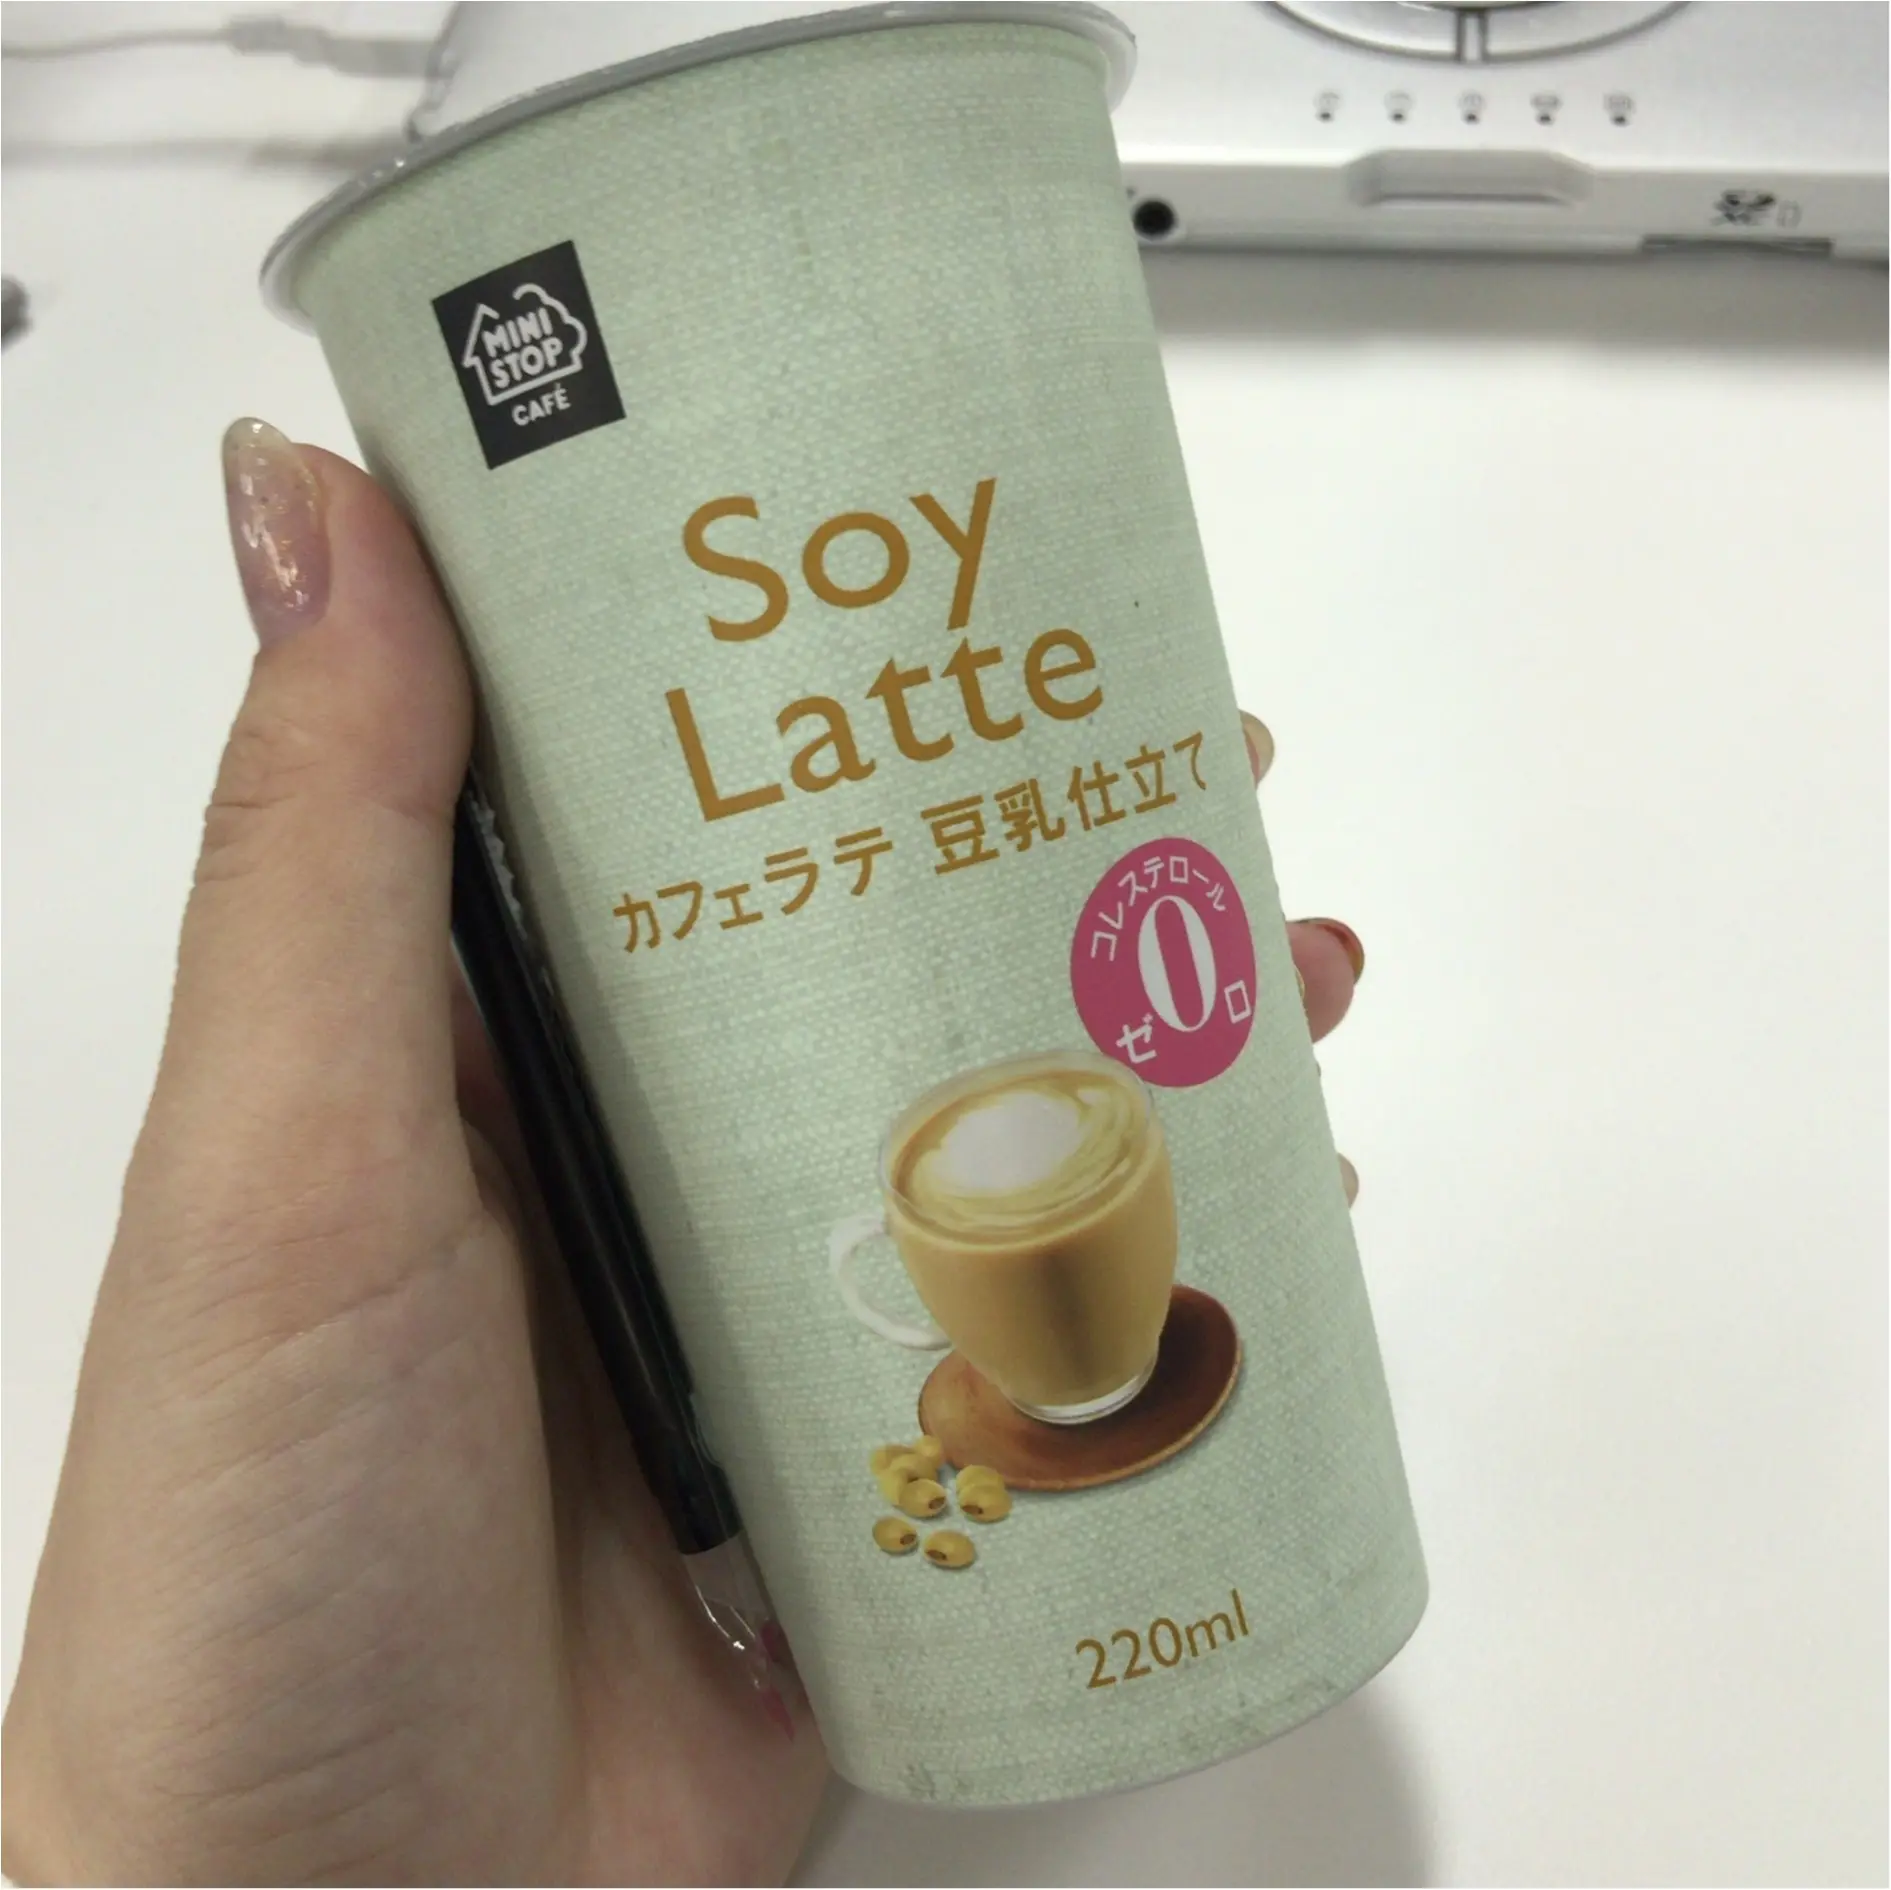 MINI
STOP
CAFÉ
Soy
Latte
カフェラテ 豆乳仕立て
コレステロール
0
ゼロ
220ml